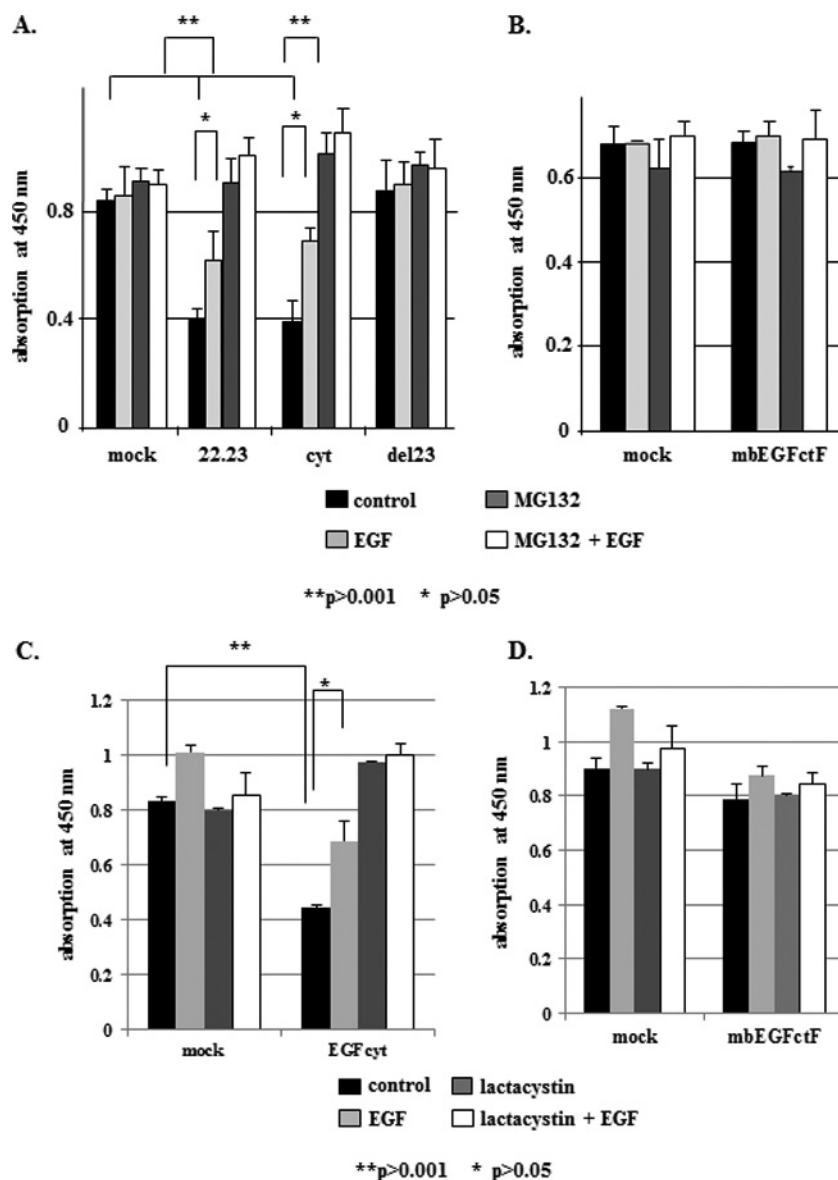 A.
**
**
*
*
absorption at 450 nm
0.8
0.4
0
mock 22.23 cyt del23
B.
absorption at 450 nm
0.6
0.4
0.2
0
mock mbEGFctF
control MG132
EGF MG132 + EGF
**p>0.001 * p>0.05
C.
**
*
absorption at 450 nm
1.2
1
0.8
0.6
0.4
0.2
0
mock EGFcyt
D.
absorption at 450 nm
1.2
1
0.8
0.6
0.4
0.2
0
mock mbEGFctF
control lactacystin
EGF lactacystin + EGF
**p>0.001 * p>0.05